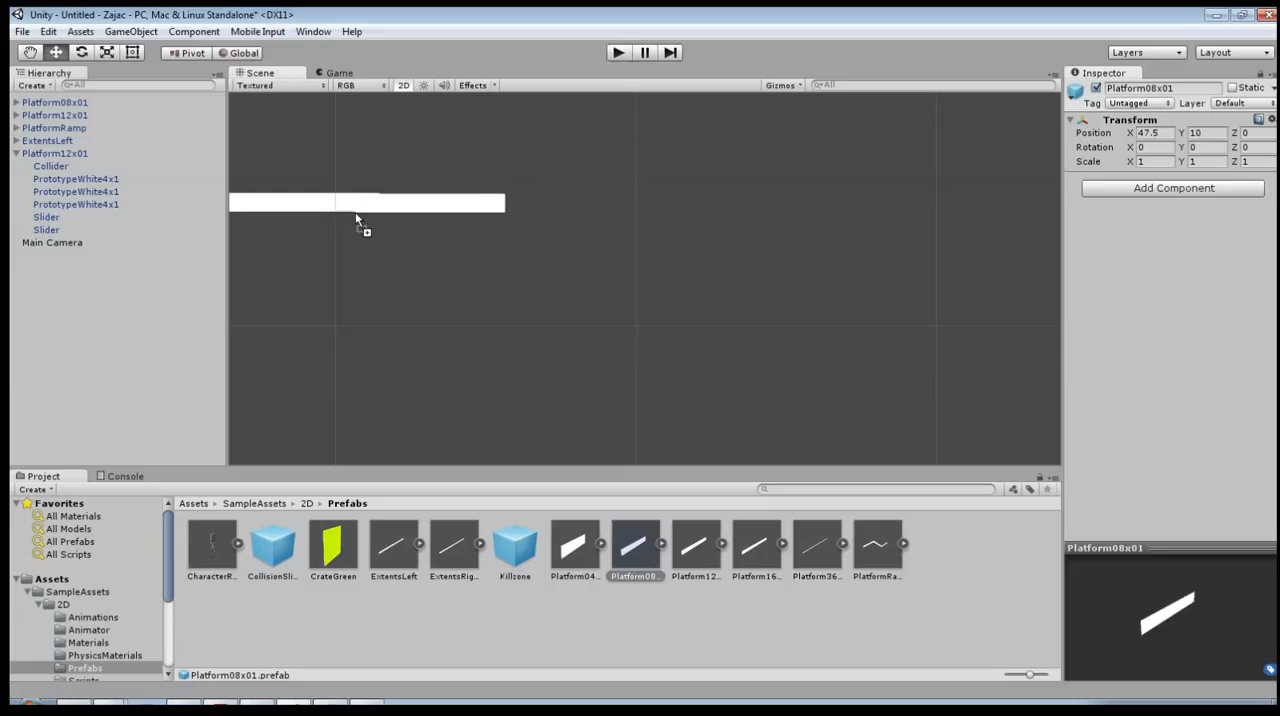 Unity - Untitled - Zajac - PC, Mac & Linux Standalone* <DX11>
File Edit Assets GameObject Component Mobile Input Window Help
Pivot Global Layers Layout
Hierarchy Scene Game Inspector
Create All Textured RGB 2D Effects Gizmos All
Platform08x01 Static
Tag Untagged Layer Default
Transform
Position X 47.5 Y 10 Z 0
Rotation X 0 Y 0 Z 0
Scale X 1 Y 1 Z 1
Add Component
Platform08x01
Platform12x01
PlatformRamp
ExtentsLeft
Platform12x01
Collider
PrototypeWhite4x1
PrototypeWhite4x1
PrototypeWhite4x1
Slider
Slider
Main Camera
Project Console
Create
Favorites
All Materials
All Models
All Prefabs
All Scripts
Assets
SampleAssets
2D
Animations
Animator
Materials
PhysicsMaterials
Prefabs
Scripts
Assets SampleAssets 2D Prefabs
CharacterR... CollisionSli... CrateGreen ExtentsLeft ExtentsRig... Killzone Platform04... Platform08... Platform12... Platform16... Platform36... PlatformRa...
Platform08x01.prefab
Platform08x01